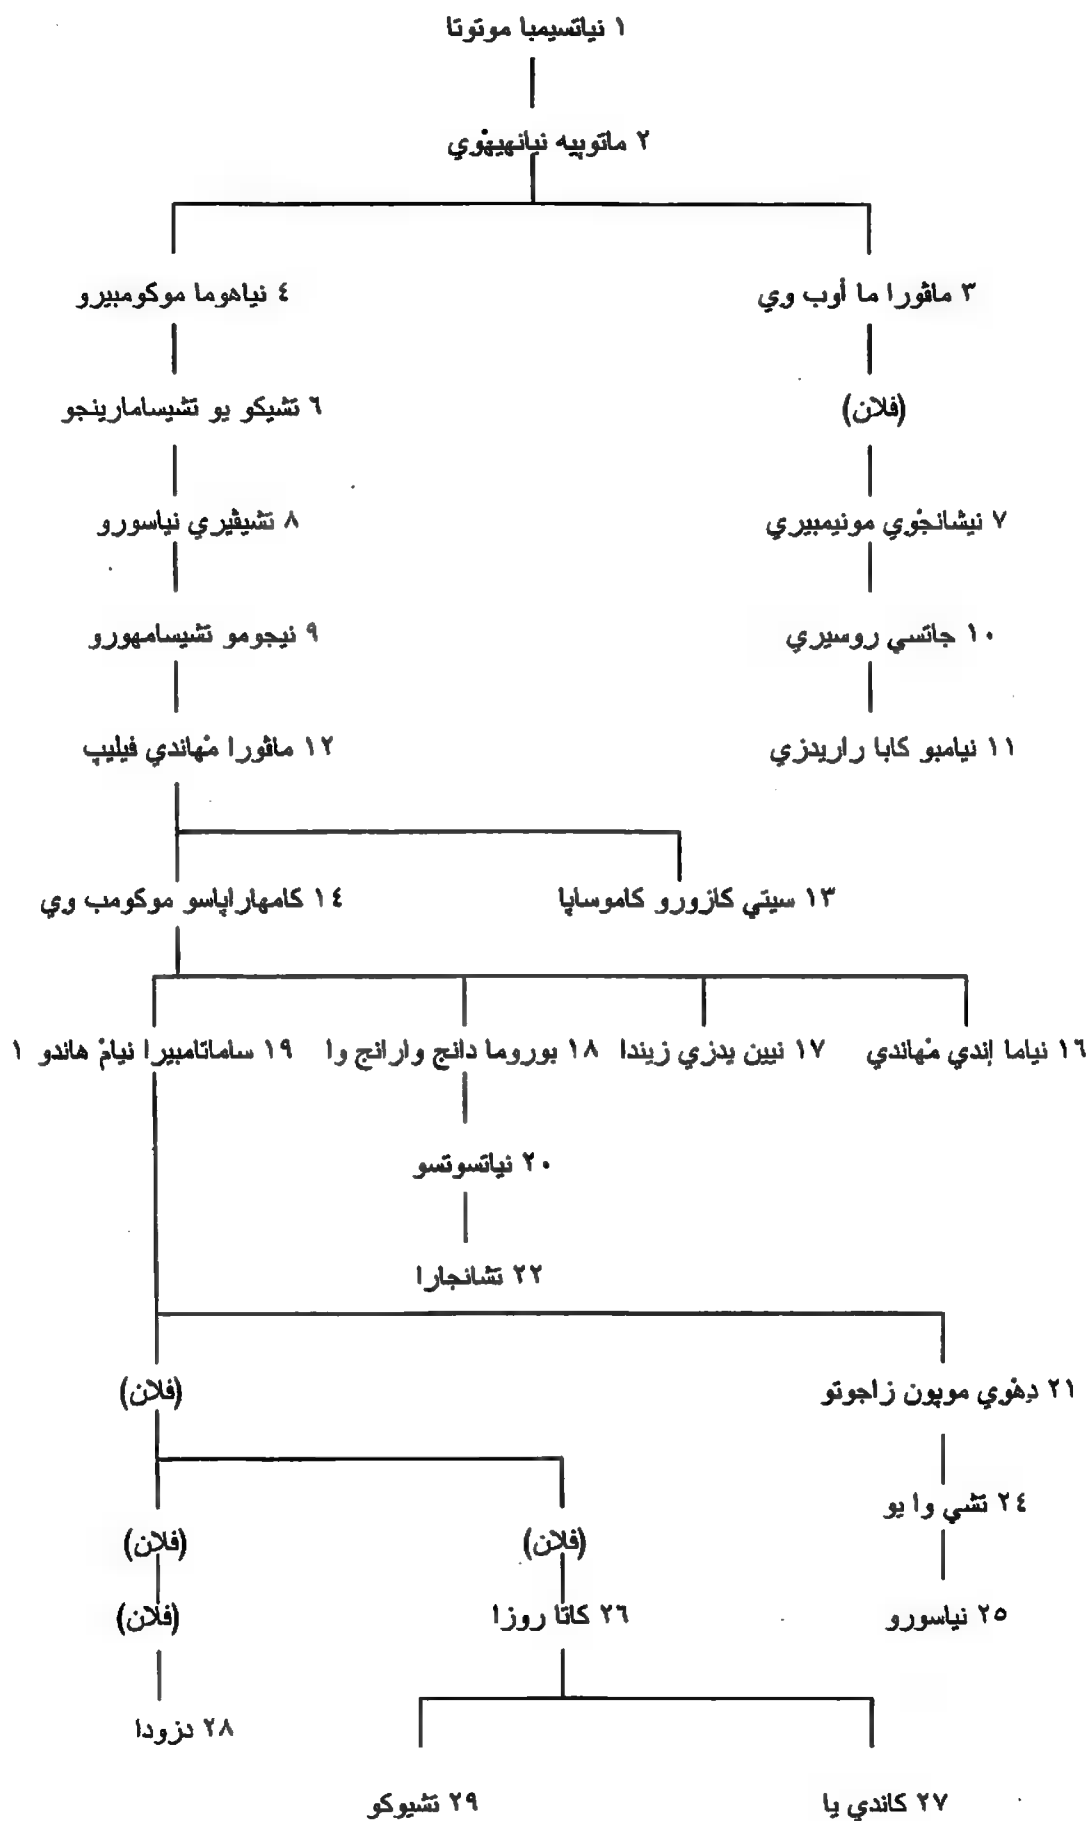 ١ نياتسيمبا موتوتا
٢ ماتوپيه نيانهيهْوي
٣ ماڤورا ما أوب وي
٤ نياهوما موكومبيرو
(فلان)
٦ تشيكو يو تشيسامارينجو
٧ نيشانجْوي مونيمبيري
٨ تشيڤيري نياسورو
١٠ جاتسي روسيري
٩ نيجومو تشيسامهورو
١١ نيامبو كابا راريدزي
١٢ ماڤورا مْهاندي فيليپ
١٣ سيتي كازورو كاموساپا
١٤ كامهاراپاسو موكومب وي
١٦ نياما إندي مْهاندي
١٧ نيين يدزي زيندا
١٨ بوروما دانج وارانج وا
١٩ ساماتامبيرا نيامْ هاندو ١
٢٠ نياتسوتسو
٢٢ تشانجارا
٢١ دِهْوي موپون زاجوتو
(فلان)
٢٤ تشي وا يو
(فلان)
(فلان)
٢٥ نياسورو
٢٦ كاتا روزا
(فلان)
٢٨ دزودا
٢٧ كاندي يا
٢٩ تشيوكو